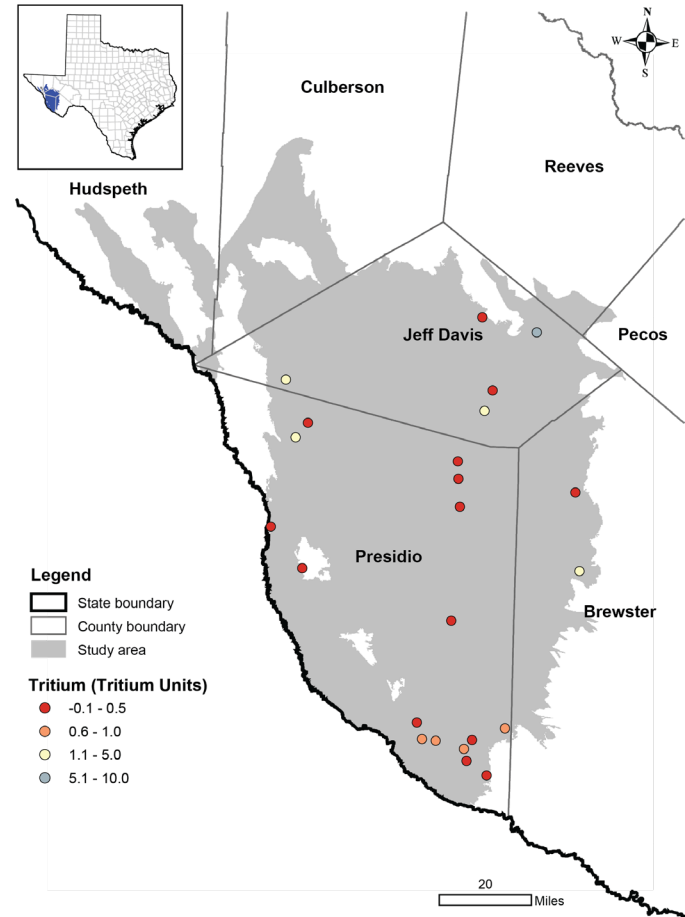 N
W E
S
Culberson
Reeves
Hudspeth
Jeff Davis
Pecos
Presidio
Brewster
Legend
State boundary
County boundary
Study area
Tritium (Tritium Units)
-0.1 - 0.5
0.6 - 1.0
1.1 - 5.0
5.1 - 10.0
20
Miles